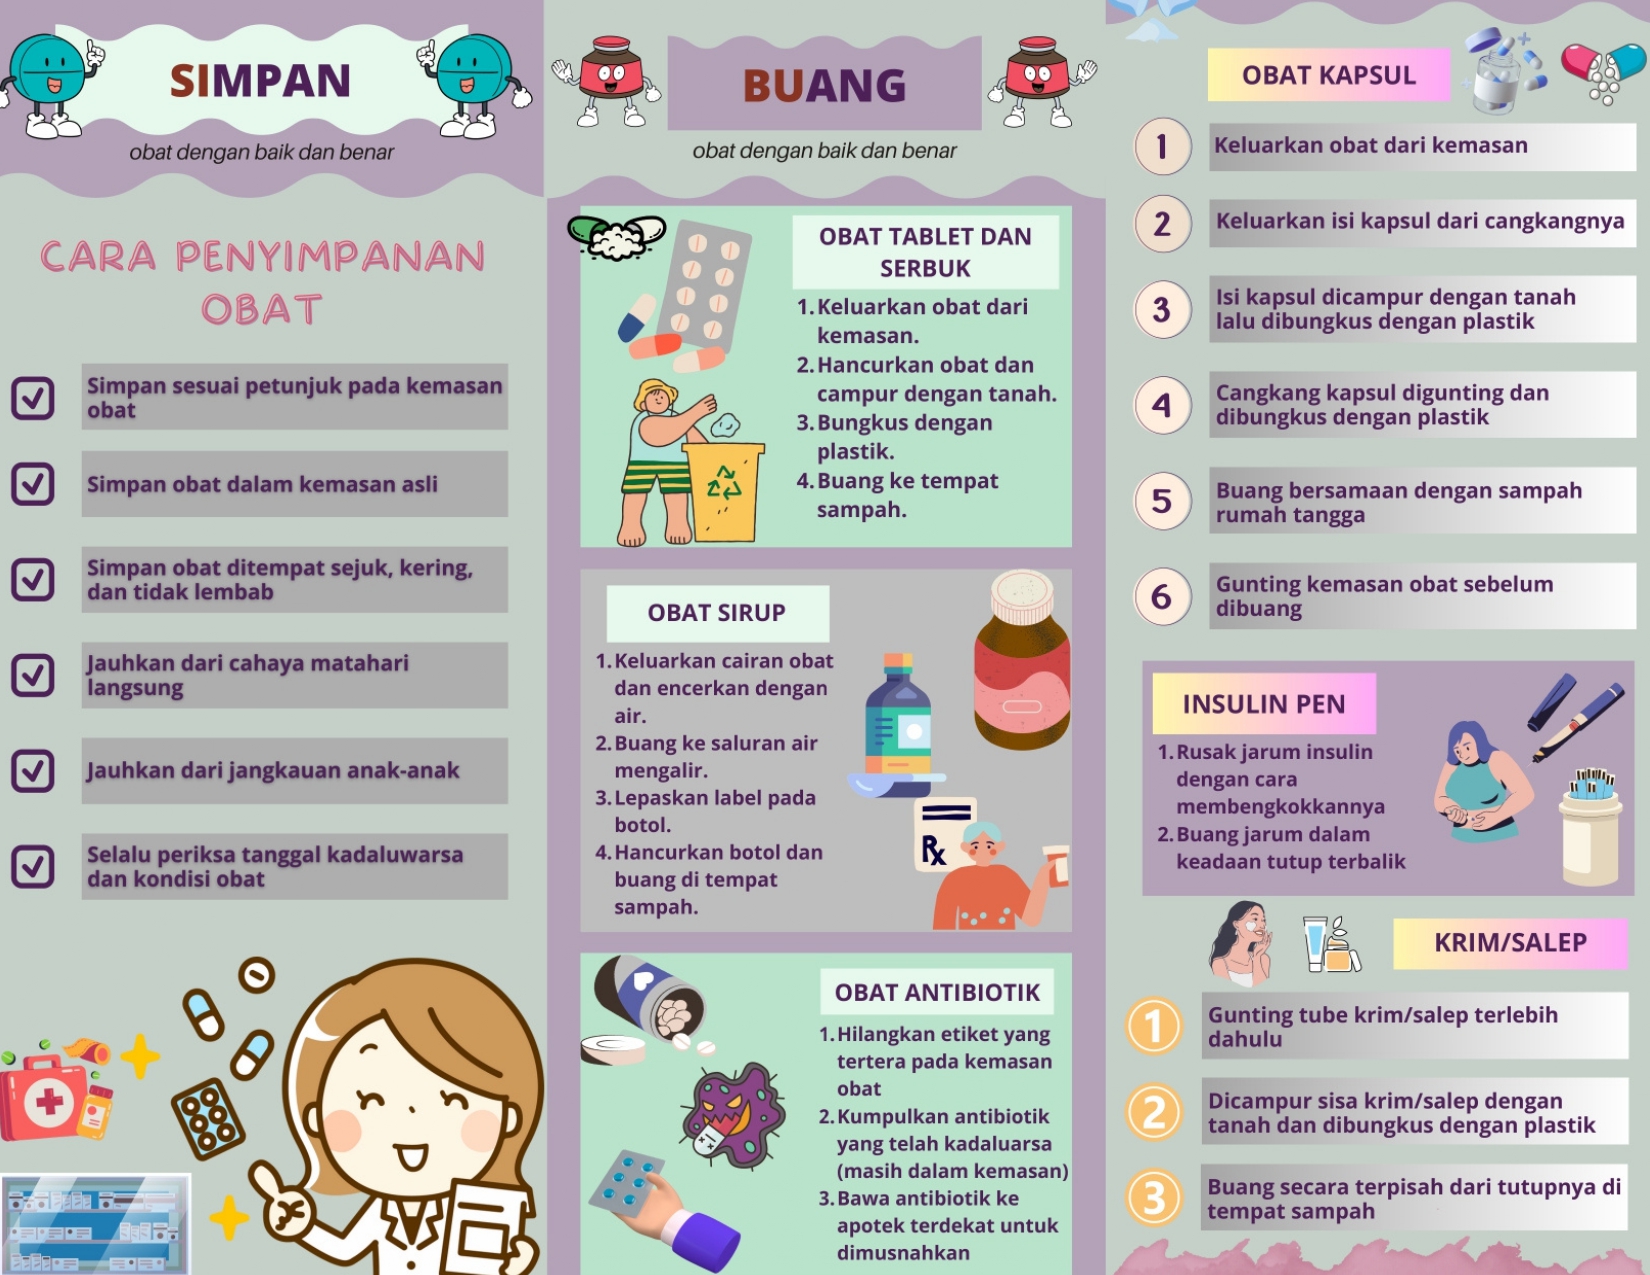 SIMPAN
obat dengan baik dan benar
CARA PENYIMPANAN
OBAT
Simpan sesuai petunjuk pada kemasan
obat
Simpan obat dalam kemasan asli
Simpan obat ditempat sejuk, kering,
dan tidak lembab
Jauhkan dari cahaya matahari
langsung
Jauhkan dari jangkauan anak-anak
Selalu periksa tanggal kadaluwarsa
dan kondisi obat
BUANG
obat dengan baik dan benar
OBAT TABLET DAN
SERBUK
1. Keluarkan obat dari
kemasan.
2. Hancurkan obat dan
campur dengan tanah.
3. Bungkus dengan
plastik.
4. Buang ke tempat
sampah.
OBAT SIRUP
1. Keluarkan cairan obat
dan encerkan dengan
air.
2. Buang ke saluran air
mengalir.
3. Lepaskan label pada
botol.
4. Hancurkan botol dan
buang di tempat
sampah.
Rx
OBAT ANTIBIOTIK
1. Hilangkan etiket yang
tertera pada kemasan
obat
2. Kumpulkan antibiotik
yang telah kadaluarsa
(masih dalam kemasan)
3. Bawa antibiotik ke
apotek terdekat untuk
dimusnahkan
OBAT KAPSUL
1 Keluarkan obat dari kemasan
2 Keluarkan isi kapsul dari cangkangnya
3 Isi kapsul dicampur dengan tanah
lalu dibungkus dengan plastik
4 Cangkang kapsul digunting dan
dibungkus dengan plastik
5 Buang bersamaan dengan sampah
rumah tangga
6 Gunting kemasan obat sebelum
dibuang
INSULIN PEN
1. Rusak jarum insulin
dengan cara
membengkokkannya
2. Buang jarum dalam
keadaan tutup terbalik
KRIM/SALEP
1 Gunting tube krim/salep terlebih
dahulu
2 Dicampur sisa krim/salep dengan
tanah dan dibungkus dengan plastik
3 Buang secara terpisah dari tutupnya di
tempat sampah